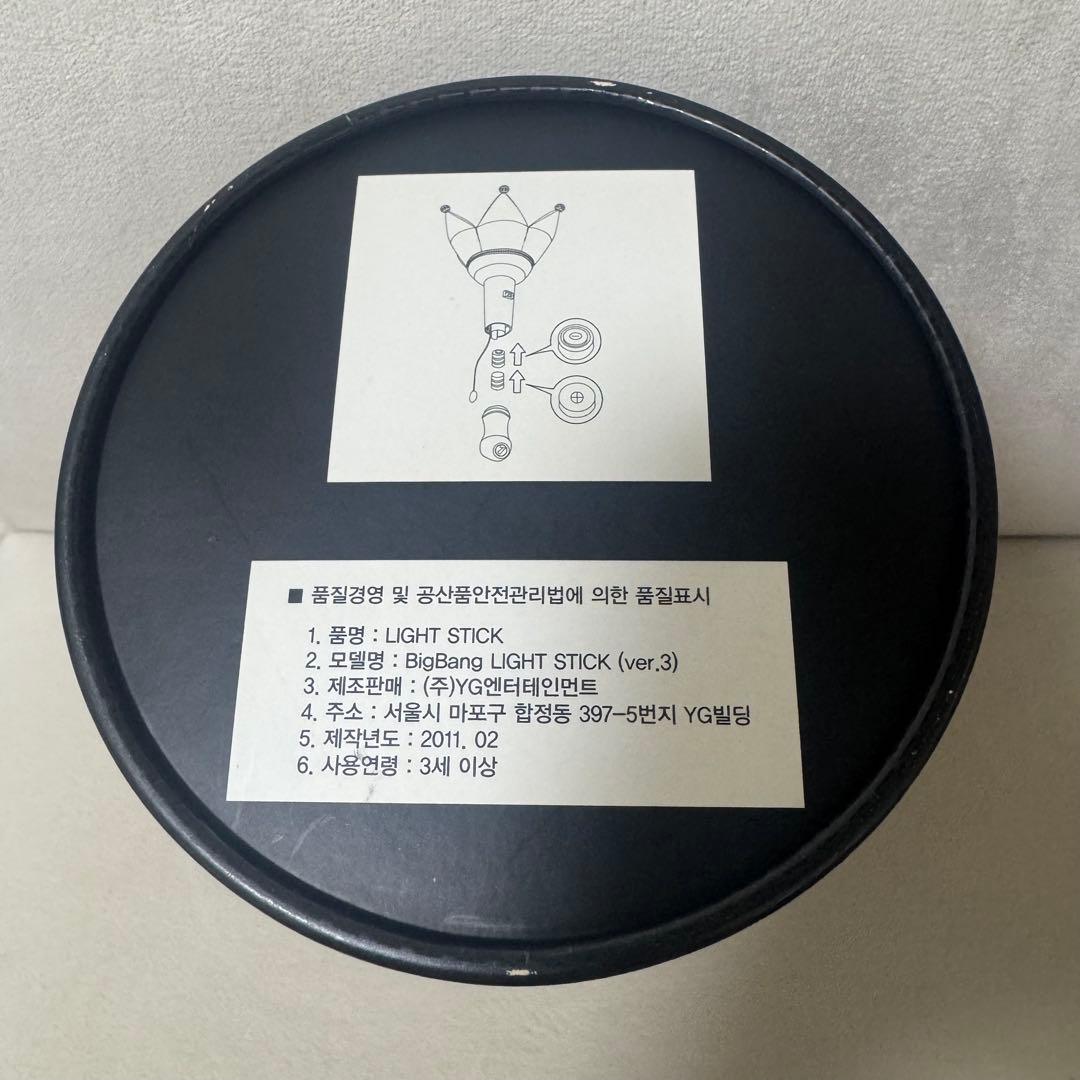 ■ 품질경영 및 공산품안전관리법에 의한 품질표시
1. 품명 : LIGHT STICK
2. 모델명 : BigBang LIGHT STICK (ver.3)
3. 제조판매 : (주)YG엔터테인먼트
4. 주소 : 서울시 마포구 합정동 397-5번지 YG빌딩
5. 제작년도 : 2011. 02
6. 사용연령 : 3세 이상